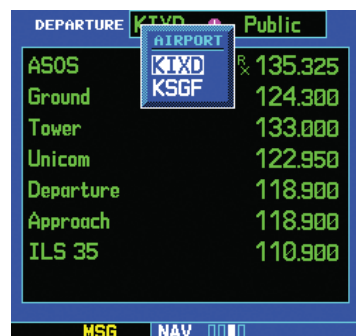 DEPARTURE KIXD Public
AIRPORT
KIXD
KSGF
ASOS Rx 135.325
Ground 124.300
Tower 133.000
Unicom 122.950
Departure 118.900
Approach 118.900
ILS 35 110.900
MSG NAV